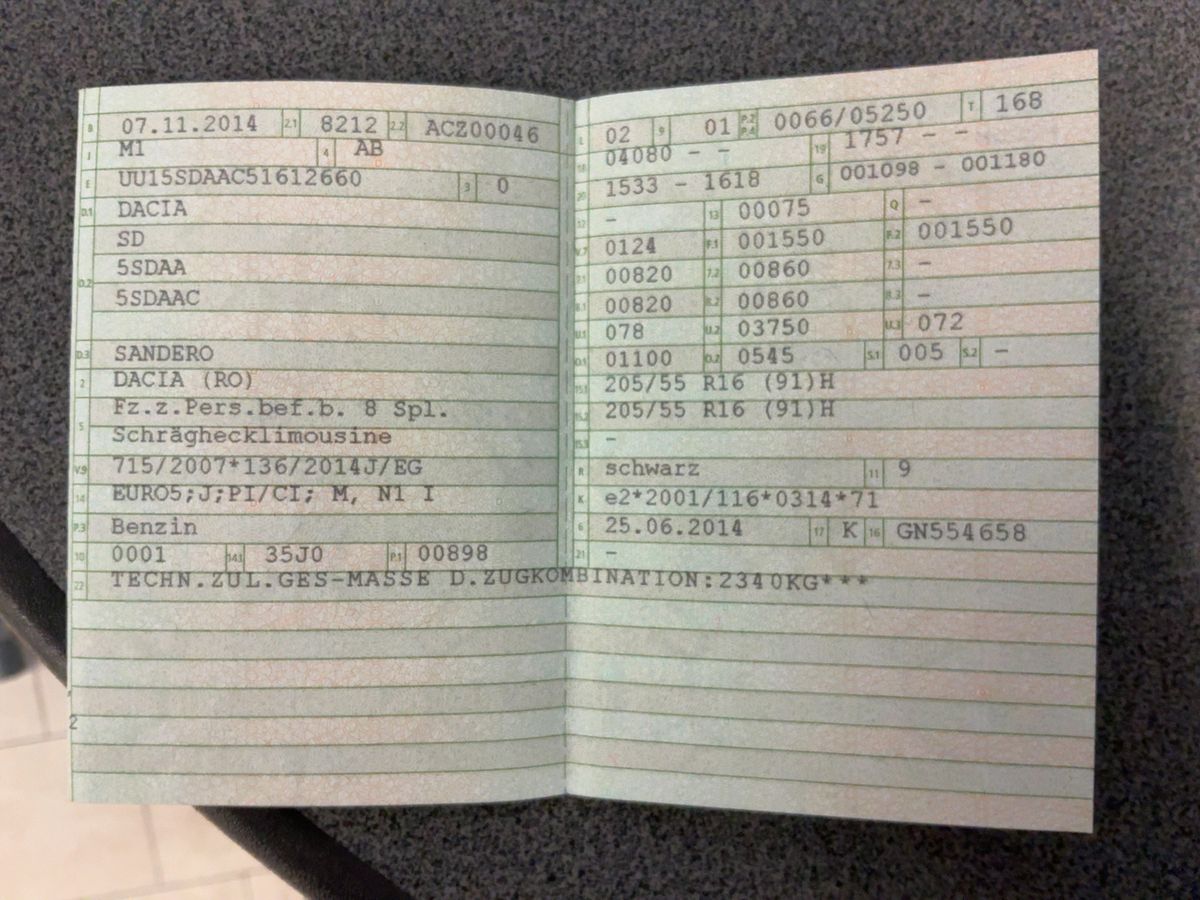 B 07.11.2014 2.1 8212 2.2 ACZ00046
J M1 4 AB
E UU15SDAAC51612660 3 0
D.1 DACIA
SD
D.2 5SDAA
5SDAAC
D.3 SANDERO
2 DACIA (RO)
5 Fz.z.Pers.bef.b. 8 Spl.
Schräghecklimousine
V.9 715/2007*136/2014J/EG
14 EURO5;J;PI/CI; M, N1 I
P.3 Benzin
10 0001 14.1 35J0 P.1 00898
22 TECHN.ZUL.GES-MASSE D.ZUGKOMBINATION:2340KG***
2
L 02 9 01 P.2 P.4 0066/05250 T 168
18 04080 - - 19 1757 - -
20 1533 - 1618 G 001098 - 001180
12 - 13 00075 Q -
V.7 0124 F.1 001550 F.2 001550
7.1 00820 7.2 00860 7.3 -
8.1 00820 8.2 00860 8.3 -
U.1 078 U.2 03750 U.3 072
O.1 01100 O.2 0545 S.1 005 S.2 -
15.1 205/55 R16 (91)H
15.2 205/55 R16 (91)H
15.3 -
R schwarz 11 9
K e2*2001/116*0314*71
6 25.06.2014 17 K 16 GN554658
21 -